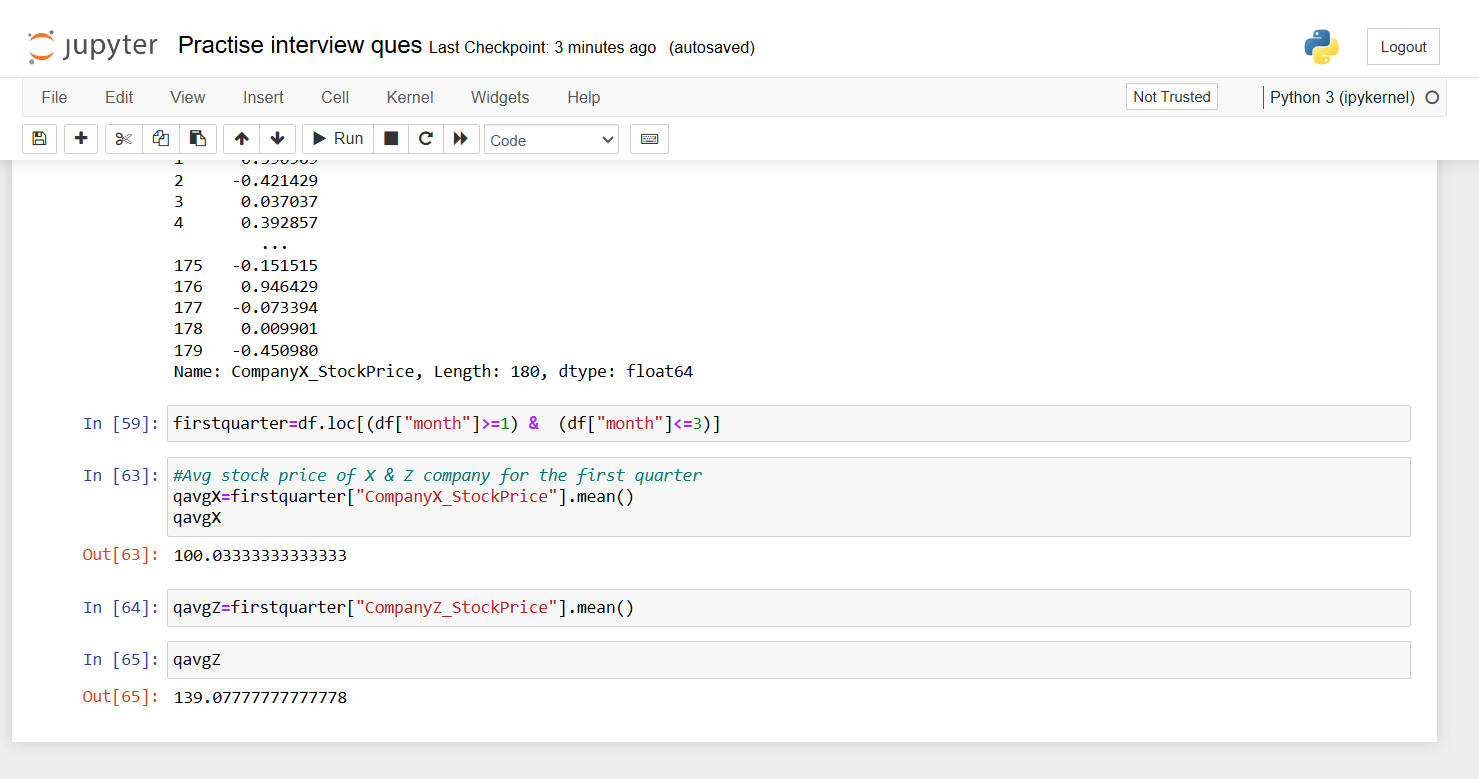 jupyter Practise interview ques Last Checkpoint: 3 minutes ago (autosaved)
Logout
File Edit View Insert Cell Kernel Widgets Help
Not Trusted
Python 3 (ipykernel)
Run
Code
2 -0.421429
3 0.037037
4 0.392857
...
175 -0.151515
176 0.946429
177 -0.073394
178 0.009901
179 -0.450980
Name: CompanyX_StockPrice, Length: 180, dtype: float64
In [59]: firstquarter=df.loc[(df["month"]>=1) & (df["month"]<=3)]
In [63]: #Avg stock price of X & Z company for the first quarter
qavgX=firstquarter["CompanyX_StockPrice"].mean()
qavgX
Out[63]: 100.03333333333333
In [64]: qavgZ=firstquarter["CompanyZ_StockPrice"].mean()
In [65]: qavgZ
Out[65]: 139.07777777777778